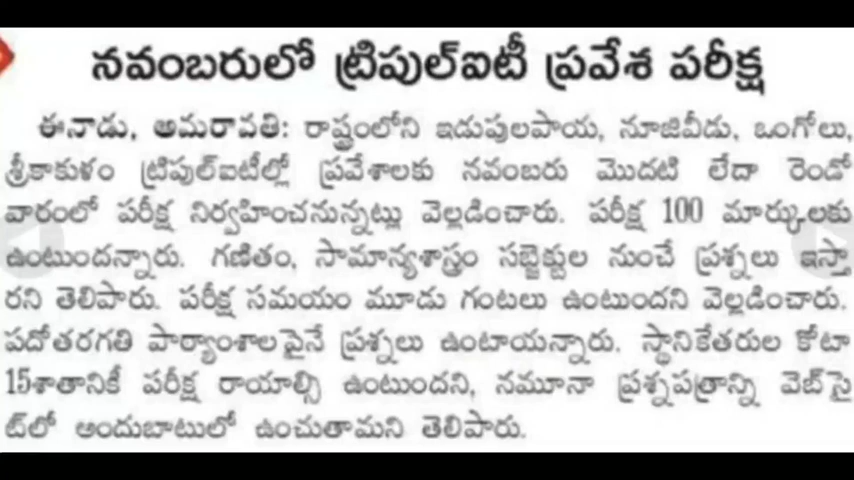 నవంబరులో ట్రిపుల్ఐటీ ప్రవేశ పరీక్ష
ఈనాడు, అమరావతి: రాష్ట్రంలోని ఇడుపులపాయ, నూజివీడు, ఒంగోలు,
శ్రీకాకుళం ట్రిపుల్ఐటీల్లో ప్రవేశాలకు నవంబరు మొదటి లేదా రెండో
వారంలో పరీక్ష నిర్వహించనున్నట్లు వెల్లడించారు. పరీక్ష 100 మార్కులకు
ఉంటుందన్నారు. గణితం, సామాన్యశాస్త్రం సబ్జెక్టుల నుంచే ప్రశ్నలు ఇస్తా
రని తెలిపారు. పరీక్ష సమయం మూడు గంటలు ఉంటుందని వెల్లడించారు.
పదోతరగతి పాఠ్యాంశాలపైనే ప్రశ్నలు ఉంటాయన్నారు. స్థానికేతరుల కోటా
15శాతానికీ పరీక్ష రాయాల్సి ఉంటుందని, నమూనా ప్రశ్నపత్రాన్ని వెబ్‌సై
ట్‌లో అందుబాటులో ఉంచుతామని తెలిపారు.